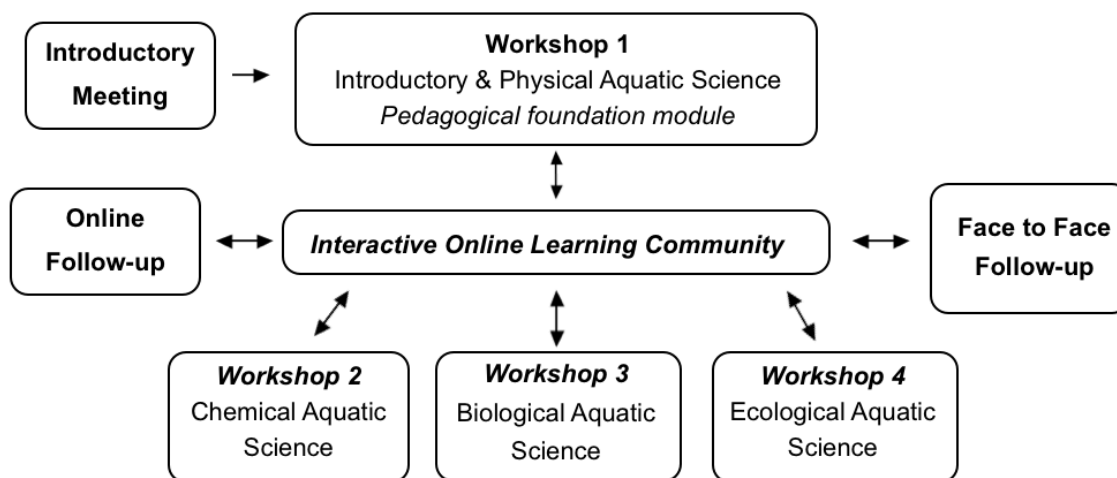 Introductory
Meeting
Workshop 1
Introductory & Physical Aquatic Science
Pedagogical foundation module
Online
Follow-up
Interactive Online Learning Community
Face to Face
Follow-up
Workshop 2
Chemical Aquatic
Science
Workshop 3
Biological Aquatic
Science
Workshop 4
Ecological Aquatic
Science